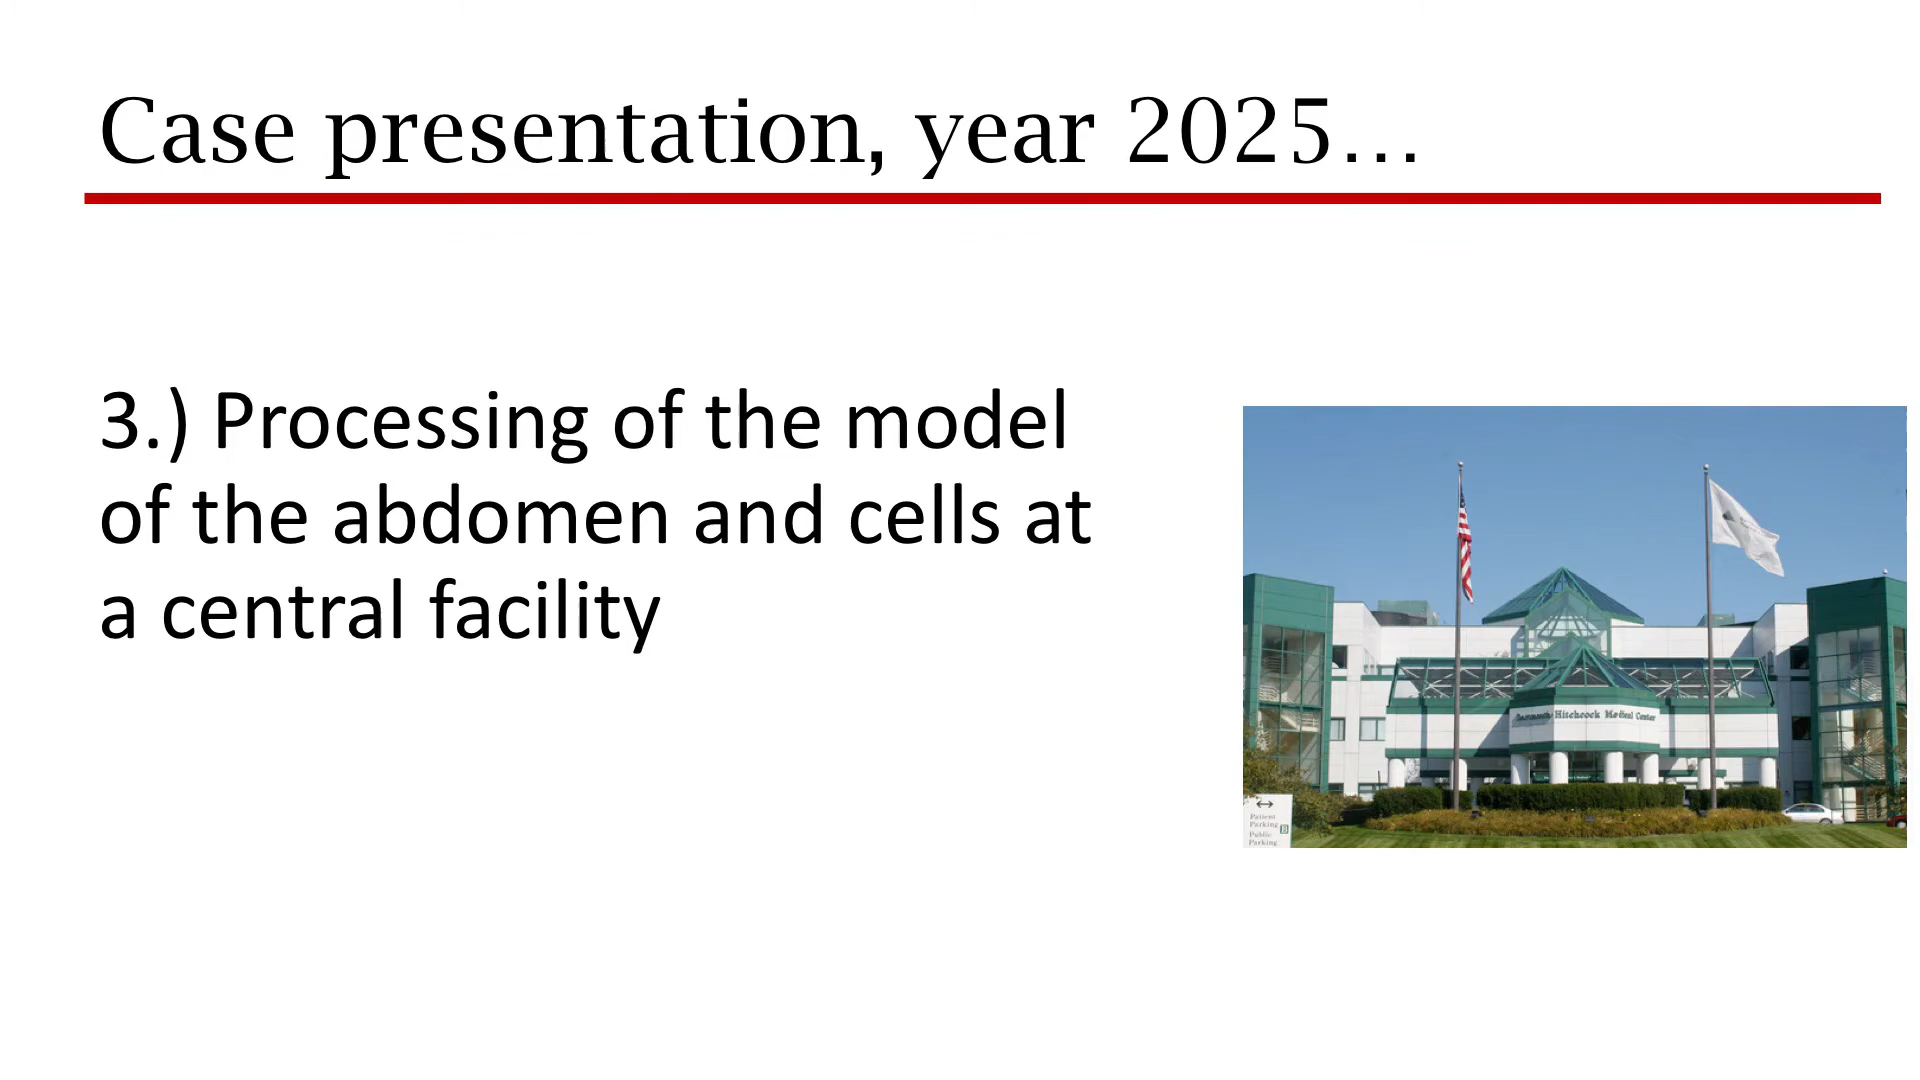 Case presentation, year 2025...
3.) Processing of the model
of the abdomen and cells at
a central facility
Hitchcock Medical Center
Patient
Parking
B
Public
Parking